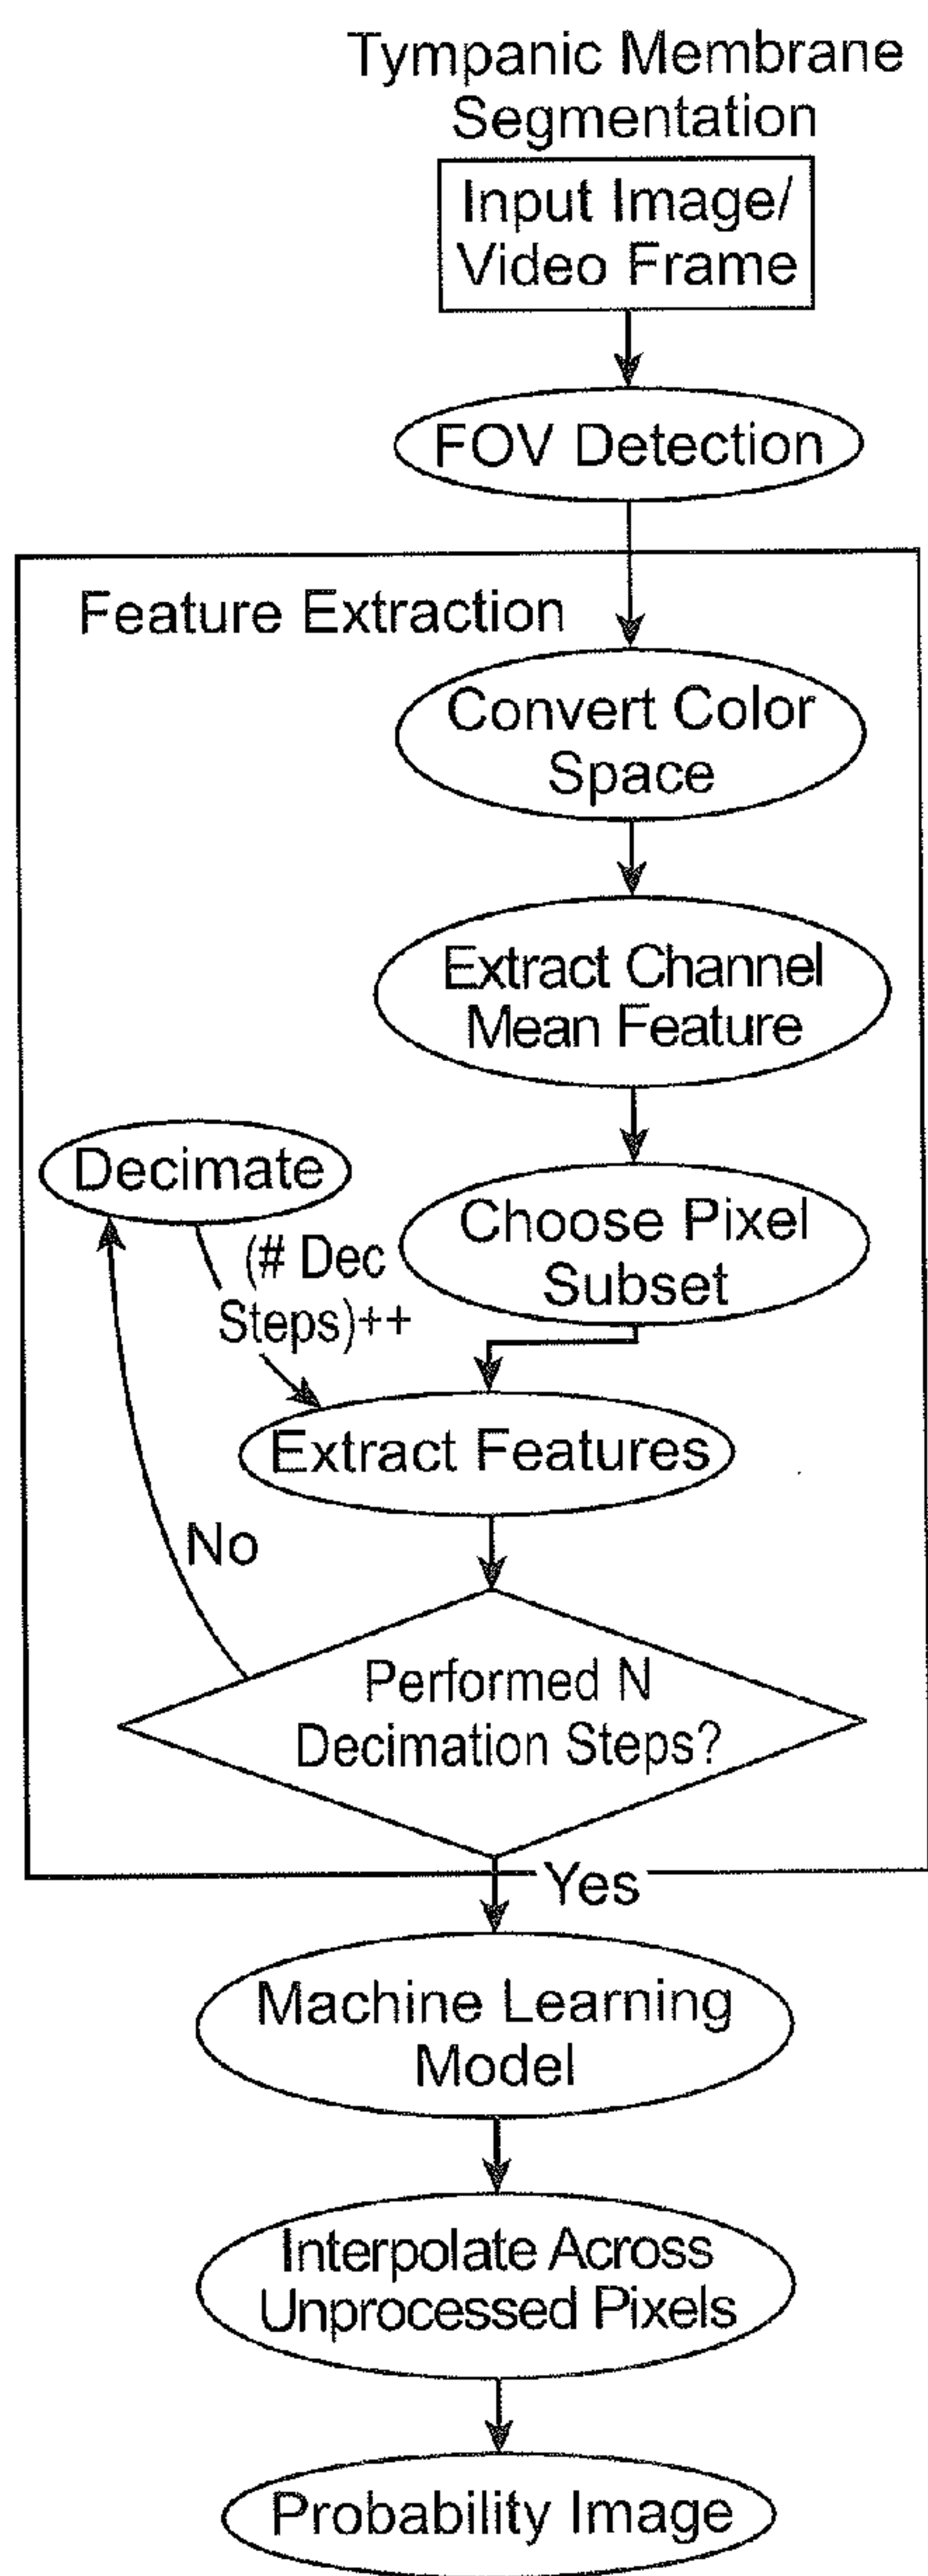 Tympanic Membrane
Segmentation
Input Image/
Video Frame
FOV Detection
Feature Extraction
Convert Color
Space
Extract Channel
Mean Feature
Decimate
Choose Pixel
Subset
(# Dec
Steps)++
Extract Features
No
Performed N
Decimation Steps?
Yes
Machine Learning
Model
Interpolate Across
Unprocessed Pixels
Probability Image